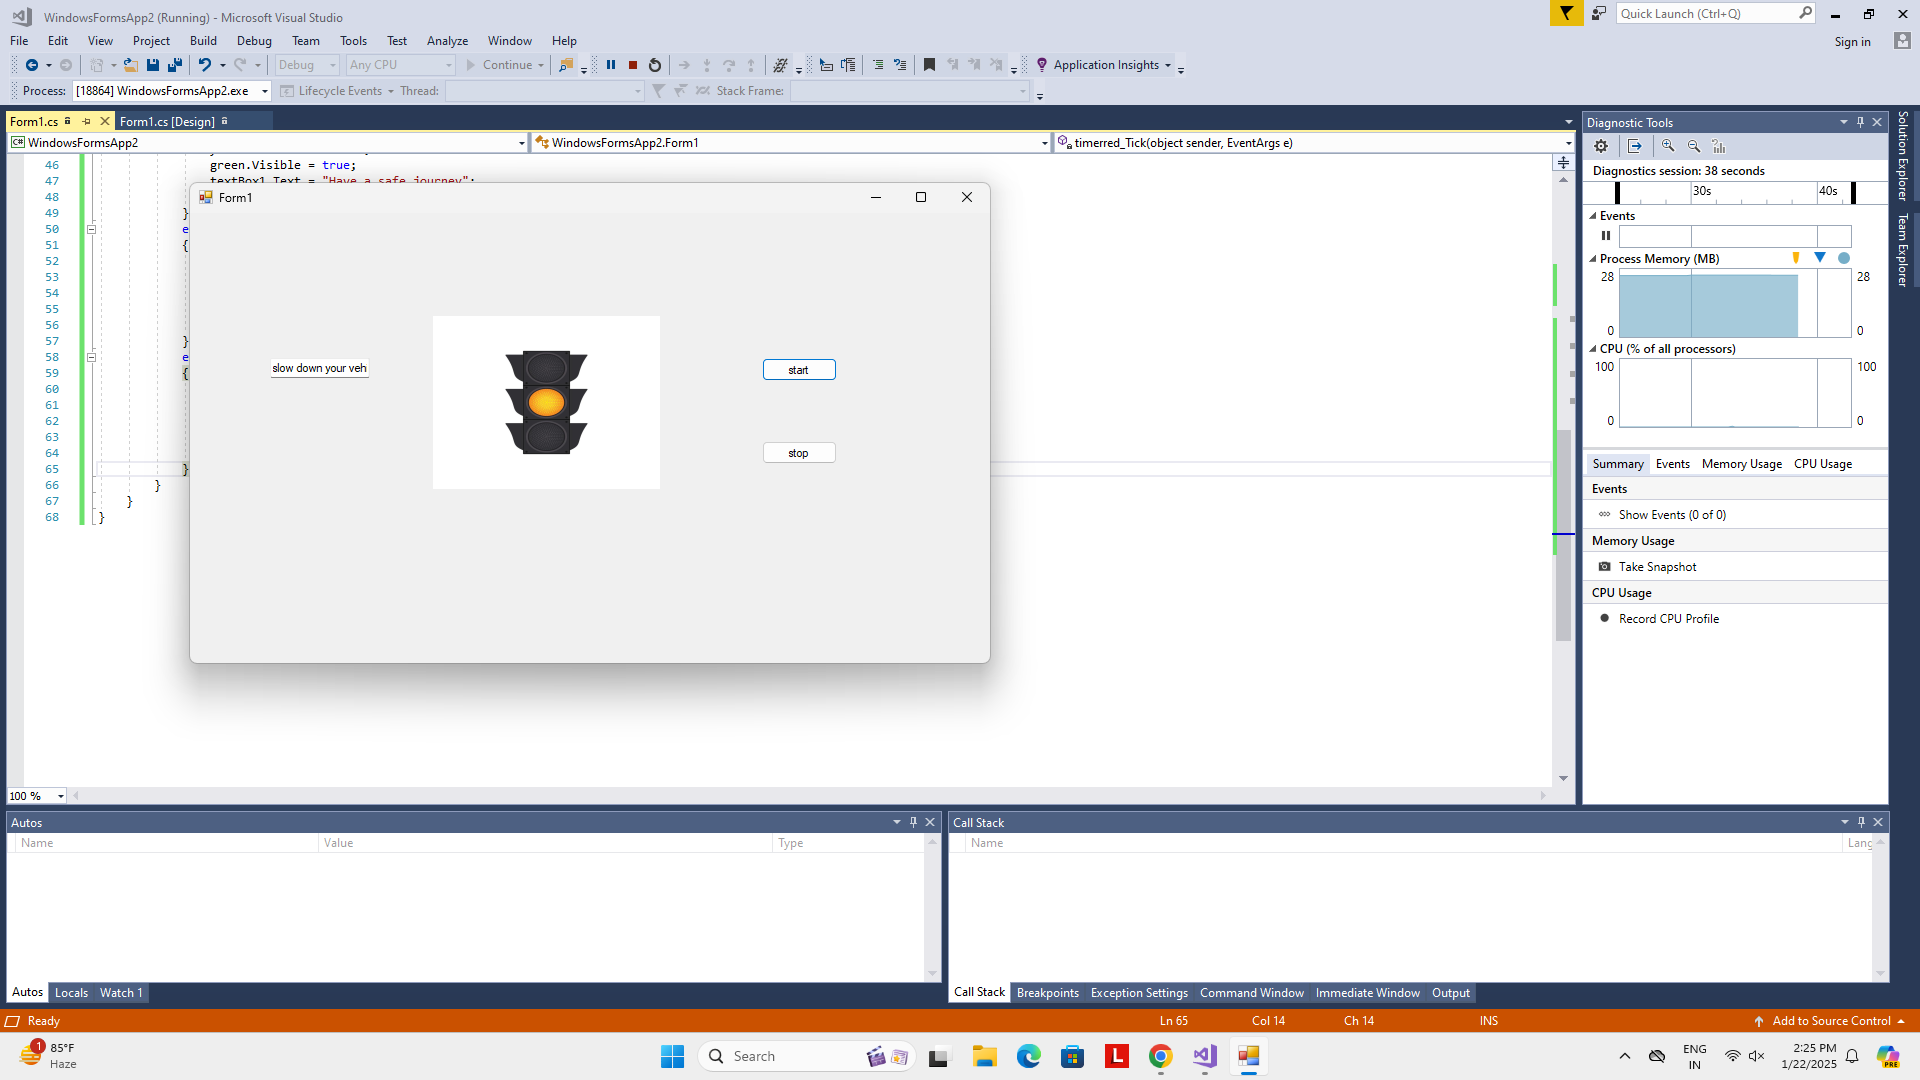 WindowsFormsApp2 (Running) - Microsoft Visual Studio
Quick Launch (Ctrl+Q)
File Edit View Project Build Debug Team Tools Test Analyze Window Help
Sign in
Debug Any CPU Continue Application Insights
Process: [18864] WindowsFormsApp2.exe Lifecycle Events Thread: Stack Frame:
Form1.cs Form1.cs [Design]
WindowsFormsApp2 WindowsFormsApp2.Form1 timerred_Tick(object sender, EventArgs e)
46 green.Visible = true;
47 textBox1.Text = "Have a safe journey";
48
49 }
50 e
51 {
52
53
54
55
56
57 }
58 e
59 {
60
61
62
63
64
65 }
66 }
67 }
68 }
Form1
slow down your veh
start
stop
100 %
Diagnostic Tools
Diagnostics session: 38 seconds
30s 40s
Events
Process Memory (MB)
28 28
0 0
CPU (% of all processors)
100 100
0 0
Summary Events Memory Usage CPU Usage
Events
Show Events (0 of 0)
Memory Usage
Take Snapshot
CPU Usage
Record CPU Profile
Solution Explorer
Team Explorer
Autos
Name Value Type
Autos Locals Watch 1
Call Stack
Name Lang
Call Stack Breakpoints Exception Settings Command Window Immediate Window Output
Ready Ln 65 Col 14 Ch 14 INS Add to Source Control
1 85°F
Haze
Search
L
ENG
IN
2:25 PM
1/22/2025
PRE